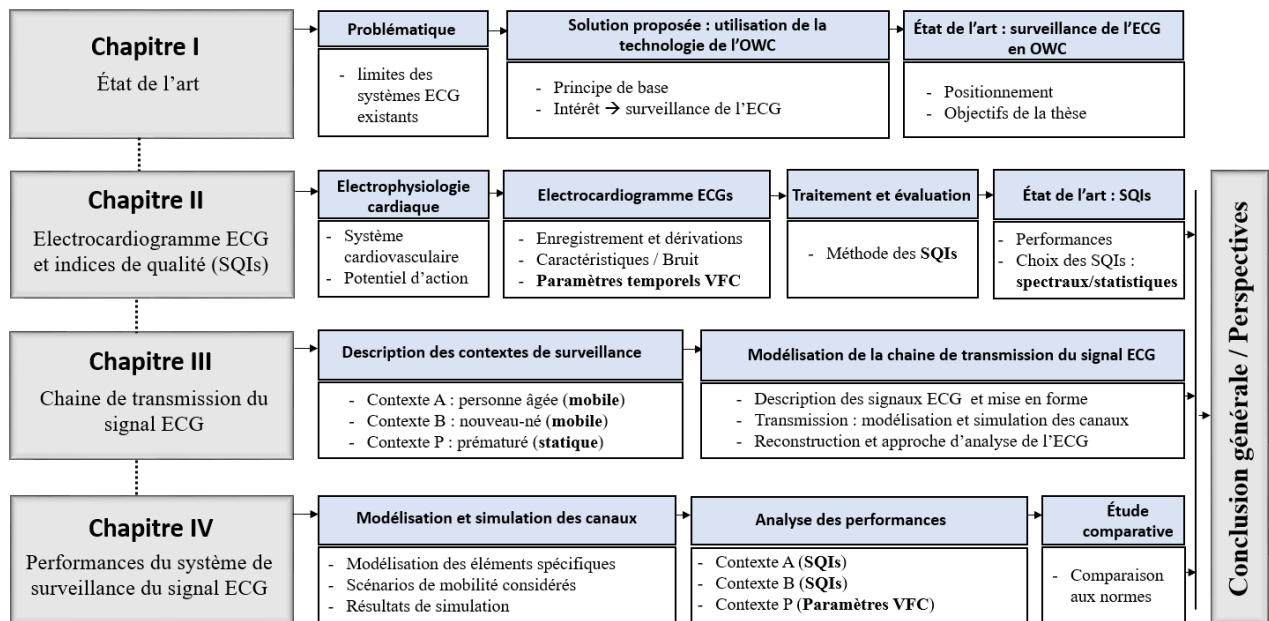 Chapitre I
État de l’art
Problématique
- limites des
systèmes ECG
existants
Solution proposée : utilisation de la
technologie de l’OWC
- Principe de base
- Intérêt → surveillance de l’ECG
État de l’art : surveillance de l’ECG
en OWC
- Positionnement
- Objectifs de la thèse
Chapitre II
Electrocardiogramme ECG
et indices de qualité (SQIs)
Electrophysiologie
cardiaque
- Système
cardiovasculaire
- Potentiel d’action
Electrocardiogramme ECGs
- Enregistrement et dérivations
- Caractéristiques / Bruit
- Paramètres temporels VFC
Traitement et évaluation
- Méthode des SQIs
État de l’art : SQIs
- Performances
- Choix des SQIs :
spectraux/statistiques
Chapitre III
Chaine de transmission du
signal ECG
Description des contextes de surveillance
- Contexte A : personne âgée (mobile)
- Contexte B : nouveau-né (mobile)
- Contexte P : prématuré (statique)
Modélisation de la chaine de transmission du signal ECG
- Description des signaux ECG et mise en forme
- Transmission : modélisation et simulation des canaux
- Reconstruction et approche d’analyse de l’ECG
Chapitre IV
Performances du système de
surveillance du signal ECG
Modélisation et simulation des canaux
- Modélisation des éléments spécifiques
- Scénarios de mobilité considérés
- Résultats de simulation
Analyse des performances
- Contexte A (SQIs)
- Contexte B (SQIs)
- Contexte P (Paramètres VFC)
Étude
comparative
- Comparaison
aux normes
Conclusion générale / Perspectives